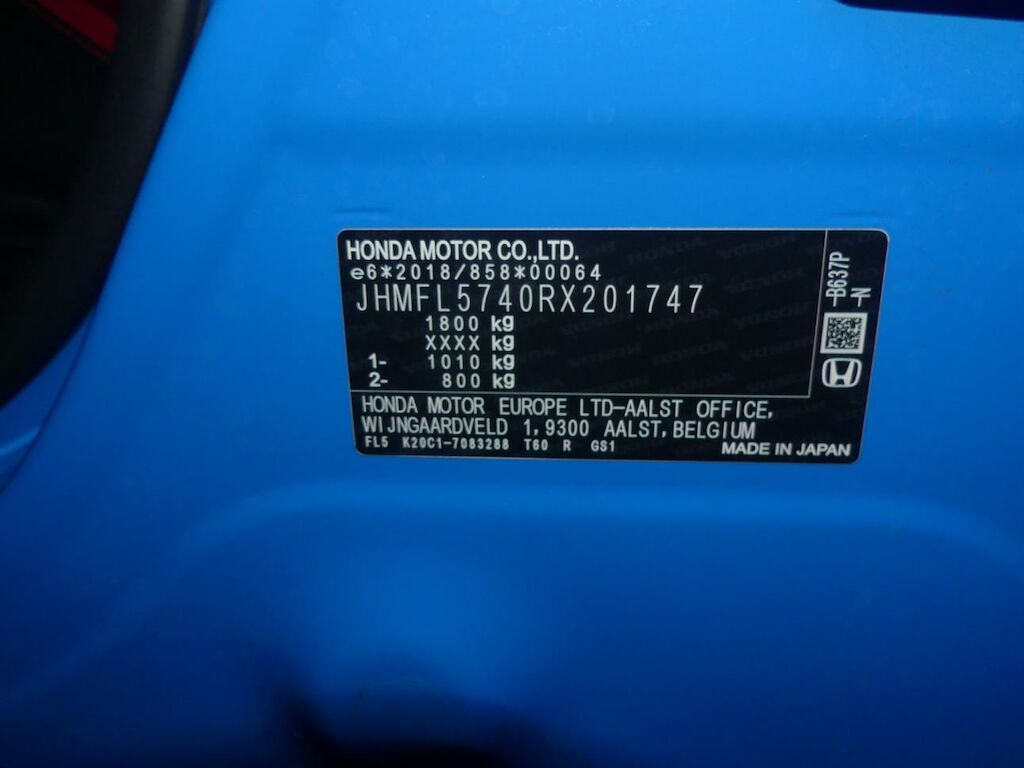 HONDA MOTOR CO.,LTD.
e6*2018/858*00064
JHMFL5740RX201747
1800 kg
XXXX kg
1- 1010 kg
2- 800 kg
HONDA MOTOR EUROPE LTD-AALST OFFICE,
WIJNGAARDVELD 1,9300 AALST,BELGIUM
FL5 K20C1-7083288 T60 R GS1
MADE IN JAPAN
-B637P
-N